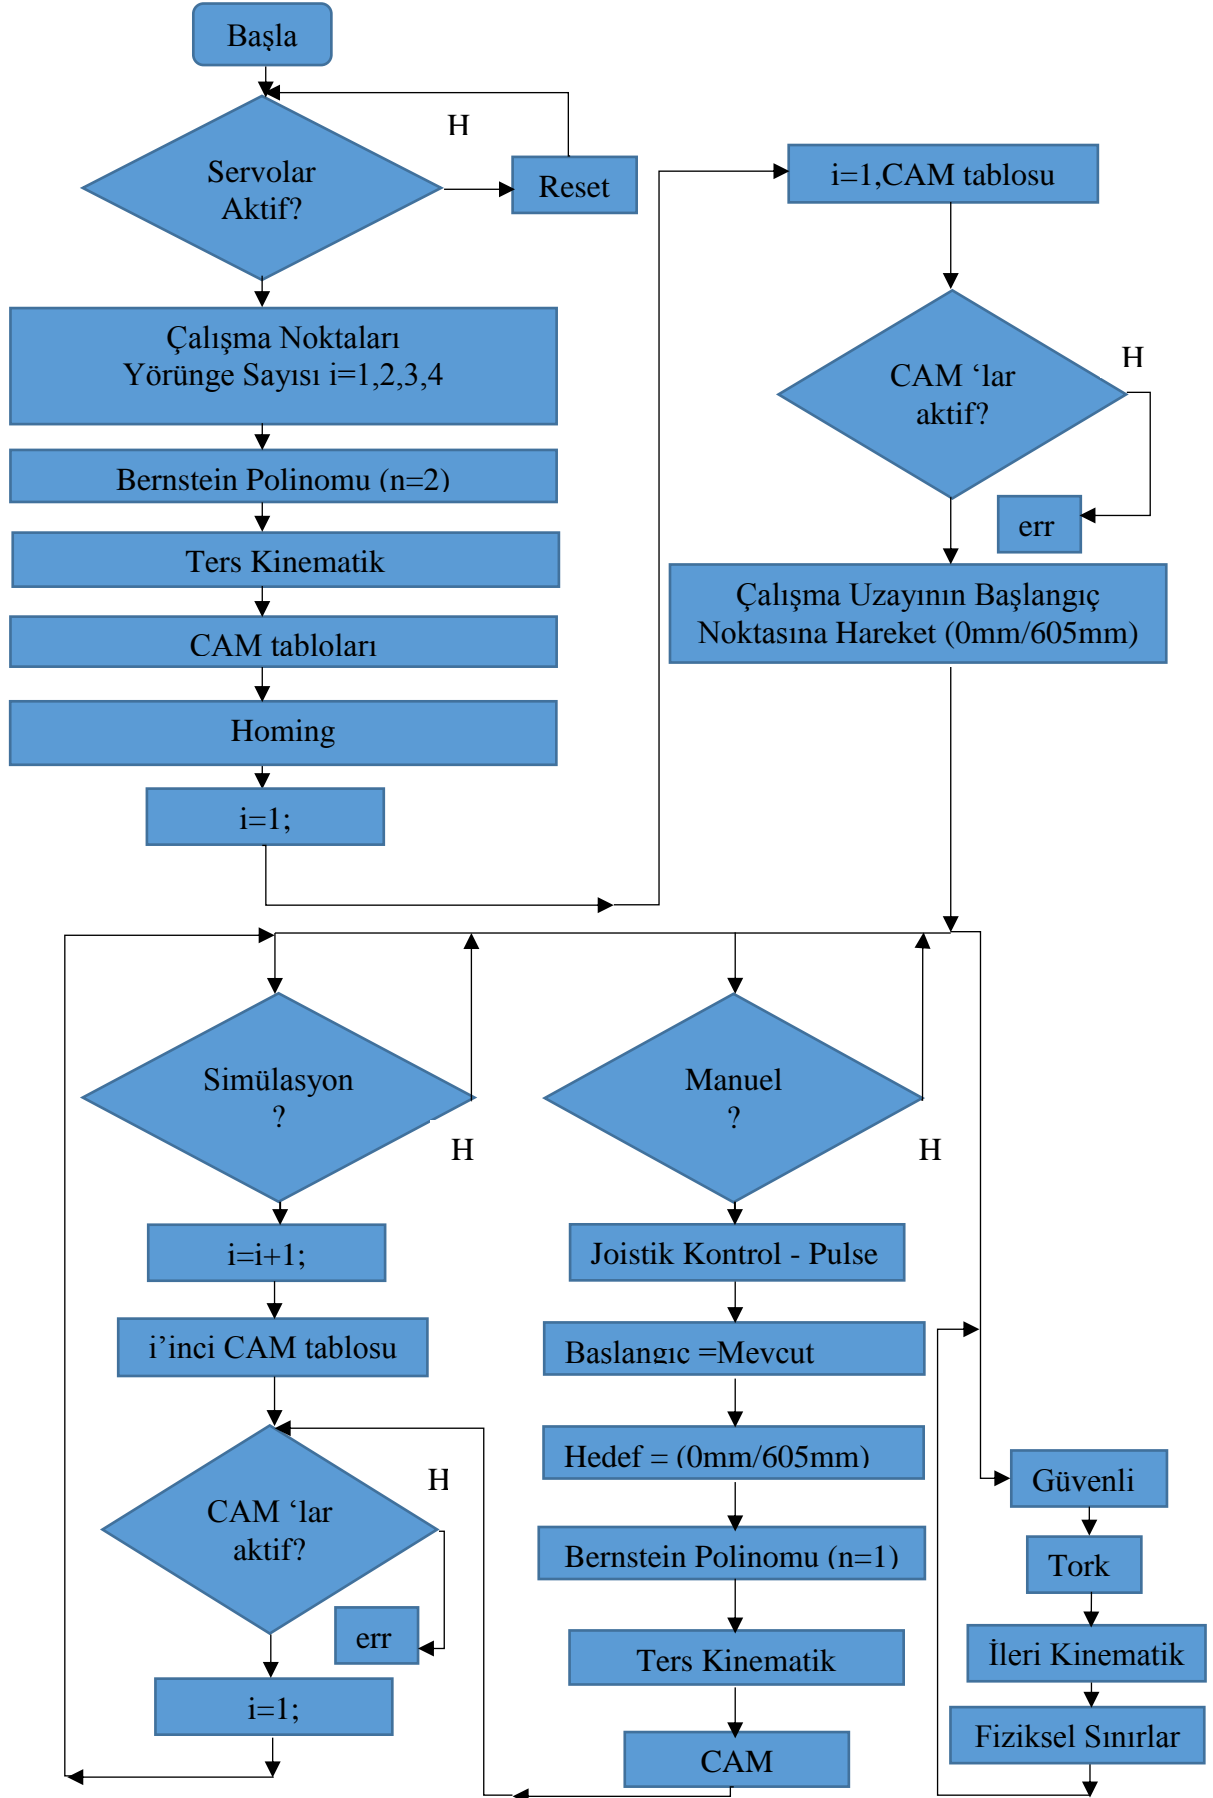 Başla
H
Servolar
Aktif?
Reset
Çalışma Noktaları
Yörünge Sayısı i=1,2,3,4
Bernstein Polinomu (n=2)
Ters Kinematik
CAM tabloları
Homing
i=1;
i=1,CAM tablosu
H
CAM ‘lar
aktif?
err
Çalışma Uzayının Başlangıç
Noktasına Hareket (0mm/605mm)
Simülasyon
?
H
i=i+1;
i’inci CAM tablosu
H
CAM ‘lar
aktif?
err
i=1;
Manuel
?
H
Joistik Kontrol - Pulse
Başlangıç =Mevcut
Hedef = (0mm/605mm)
Bernstein Polinomu (n=1)
Ters Kinematik
CAM
Güvenli
Tork
İleri Kinematik
Fiziksel Sınırlar